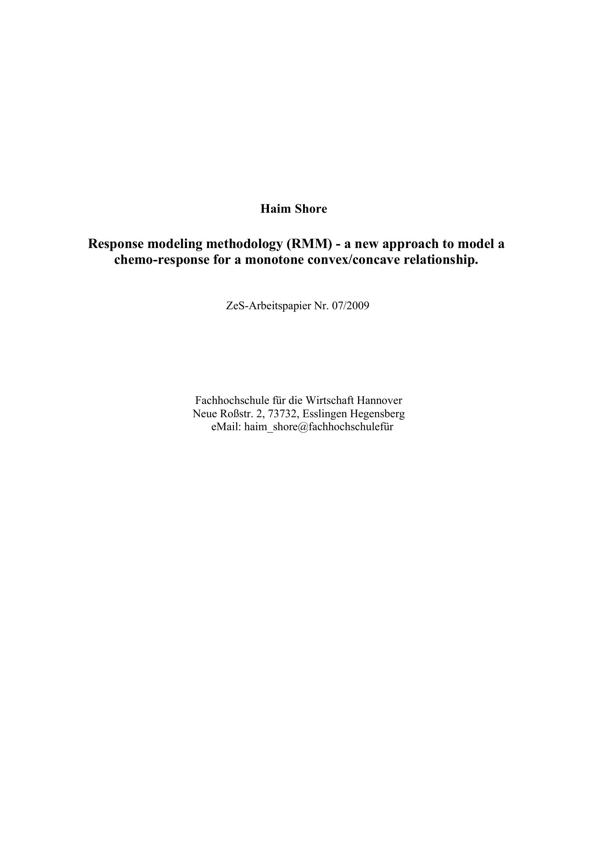 Haim Shore
Response modeling methodology (RMM) - a new approach to model a
chemo-response for a monotone convex/concave relationship.
ZeS-Arbeitspapier Nr. 07/2009
Fachhochschule für die Wirtschaft Hannover
Neue Roßstr. 2, 73732, Esslingen Hegensberg
eMail: haim_shore@fachhochschulefür